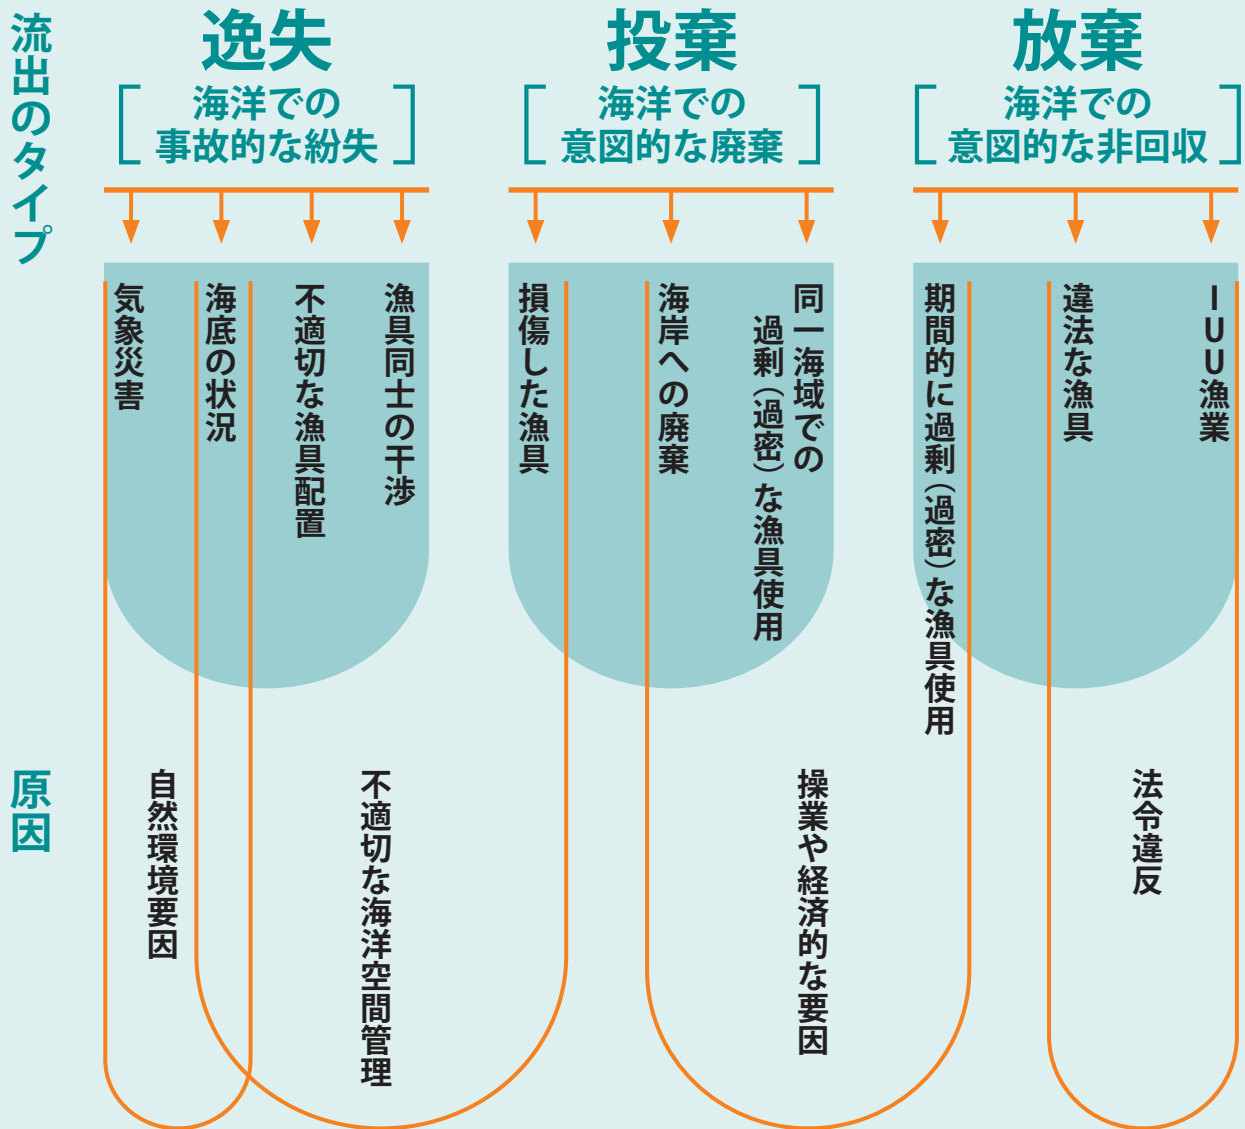 流出のタイプ
逸失
海洋での
事故的な紛失
投棄
海洋での
意図的な廃棄
放棄
海洋での
意図的な非回収
気象災害
海底の状況
不適切な漁具配置
漁具同士の干渉
損傷した漁具
海岸への廃棄
同一海域での
過剰（過密）な漁具使用
期間的に過剰（過密）な漁具使用
違法な漁具
IUU漁業
原因
自然環境要因
不適切な海洋空間管理
操業や経済的な要因
法令違反